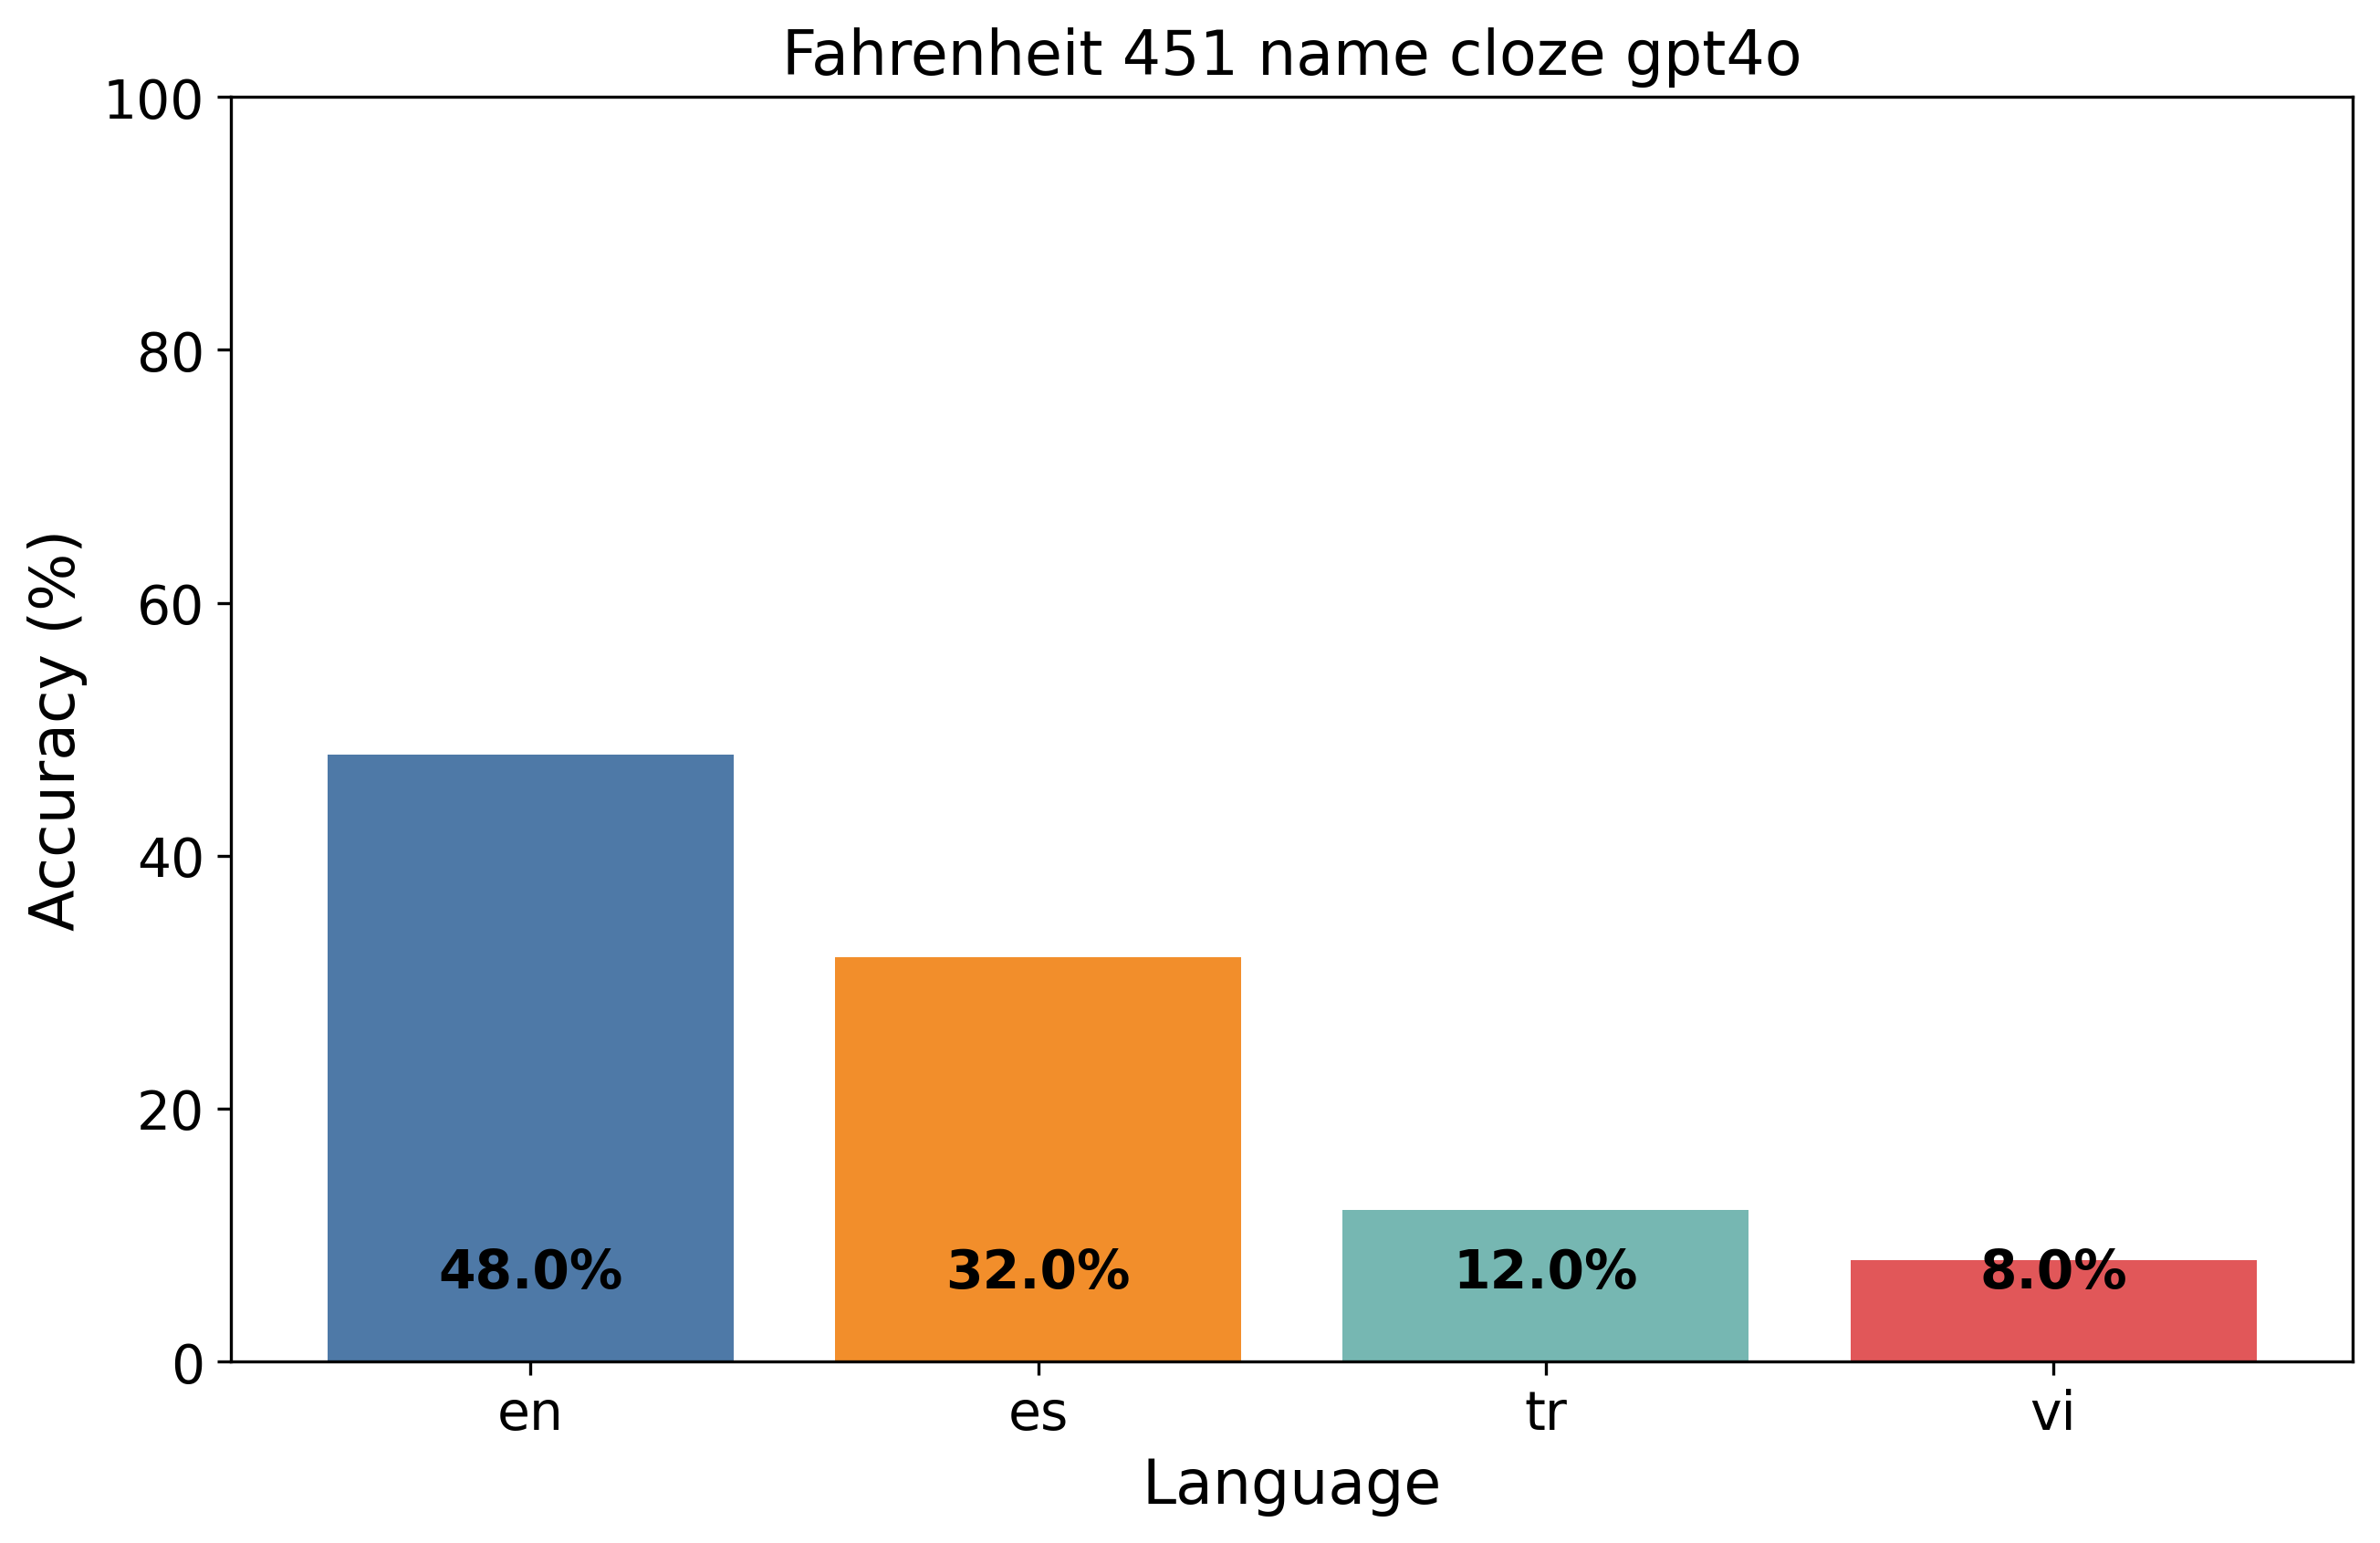 Fahrenheit 451 name cloze gpt4o
100
80
60
40
20
0
Accuracy (%)
48.0%
32.0%
12.0%
8.0%
en
es
tr
vi
Language